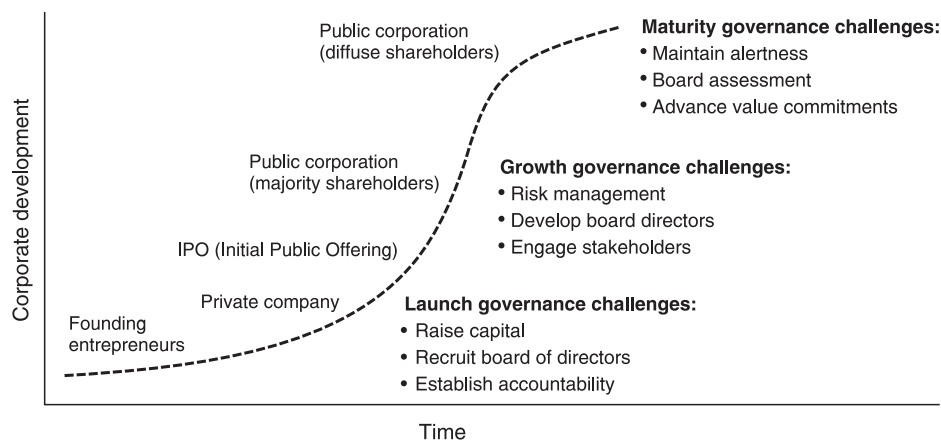 Public corporation
(diffuse shareholders)
Maturity governance challenges:
• Maintain alertness
• Board assessment
• Advance value commitments
Public corporation
(majority shareholders)
Growth governance challenges:
• Risk management
• Develop board directors
• Engage stakeholders
IPO (Initial Public Offering)
Private company
Launch governance challenges:
• Raise capital
• Recruit board of directors
• Establish accountability
Founding
entrepreneurs
Corporate development
Time